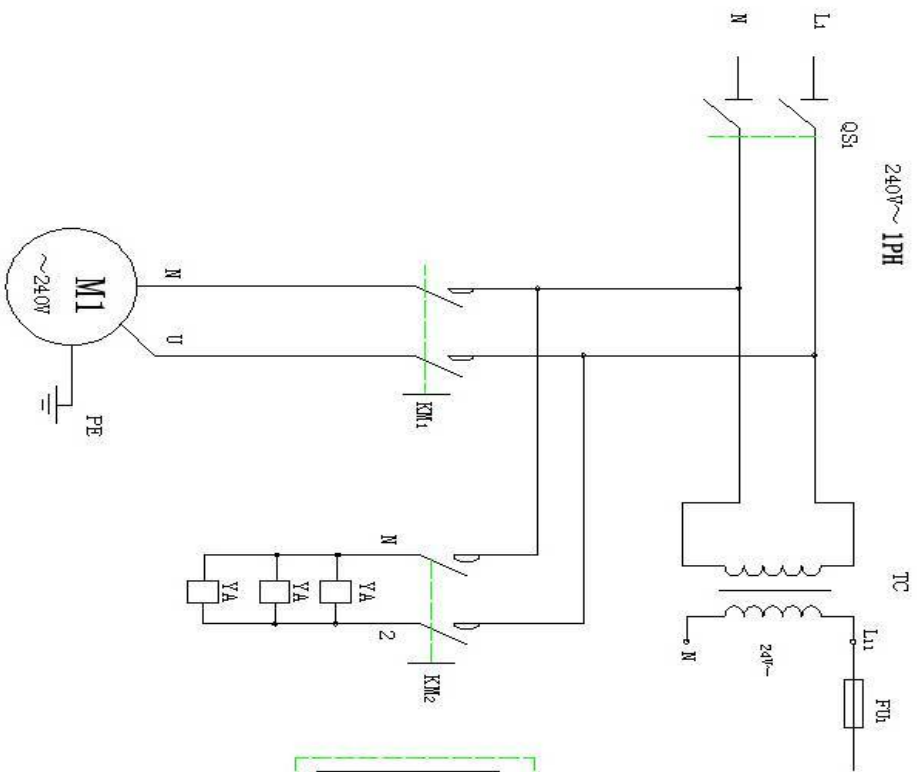 240V~ 1PH
L1
N
QS1
TC
L11
FU1
24V~
N
KM1
KM2
N
U
M1
~240V
PE
N
2
YA
YA
YA